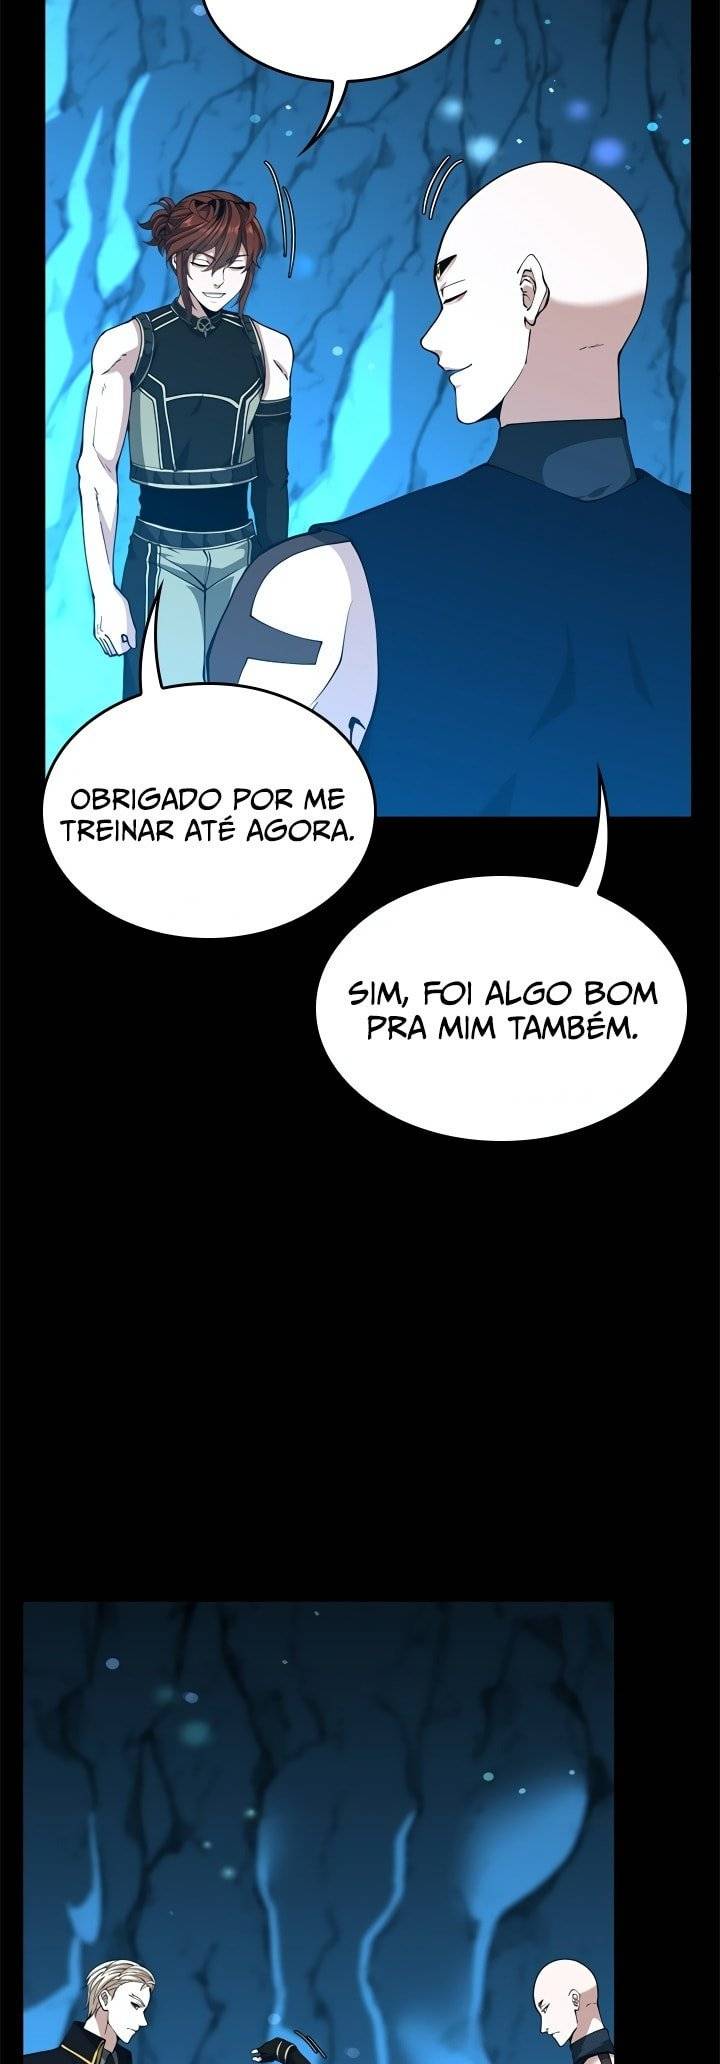 OBRIGADO POR ME
TREINAR ATÉ AGORA.
SIM, FOI ALGO BOM
PRA MIM TAMBÉM.